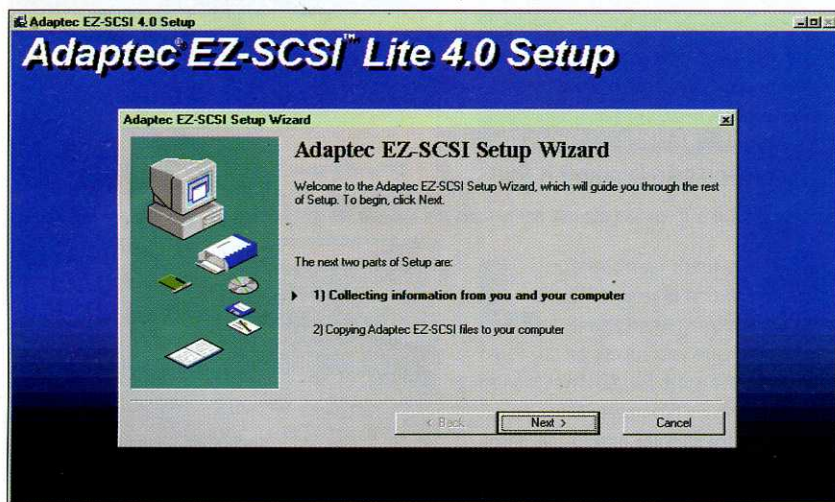 Adaptec EZ-SCSI 4.0 Setup
Adaptec® EZ-SCSI™ Lite 4.0 Setup
Adaptec EZ-SCSI Setup Wizard
Adaptec EZ-SCSI Setup Wizard
Welcome to the Adaptec EZ-SCSI Setup Wizard, which will guide you through the rest
of Setup. To begin, click Next.
The next two parts of Setup are:
1) Collecting information from you and your computer
2) Copying Adaptec EZ-SCSI files to your computer
< Back
Next >
Cancel